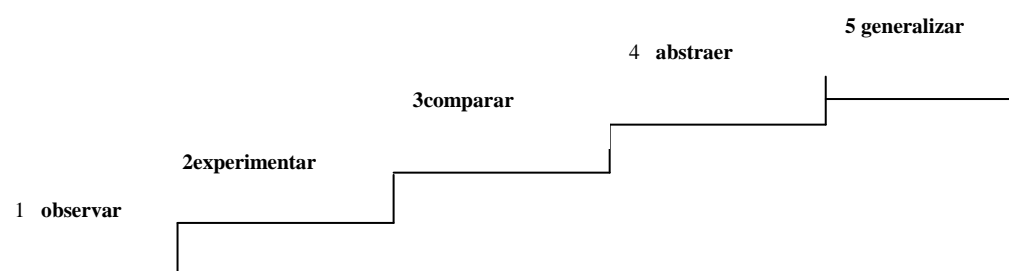 1 observar
2experimentar
3comparar
4 abstraer
5 generalizar